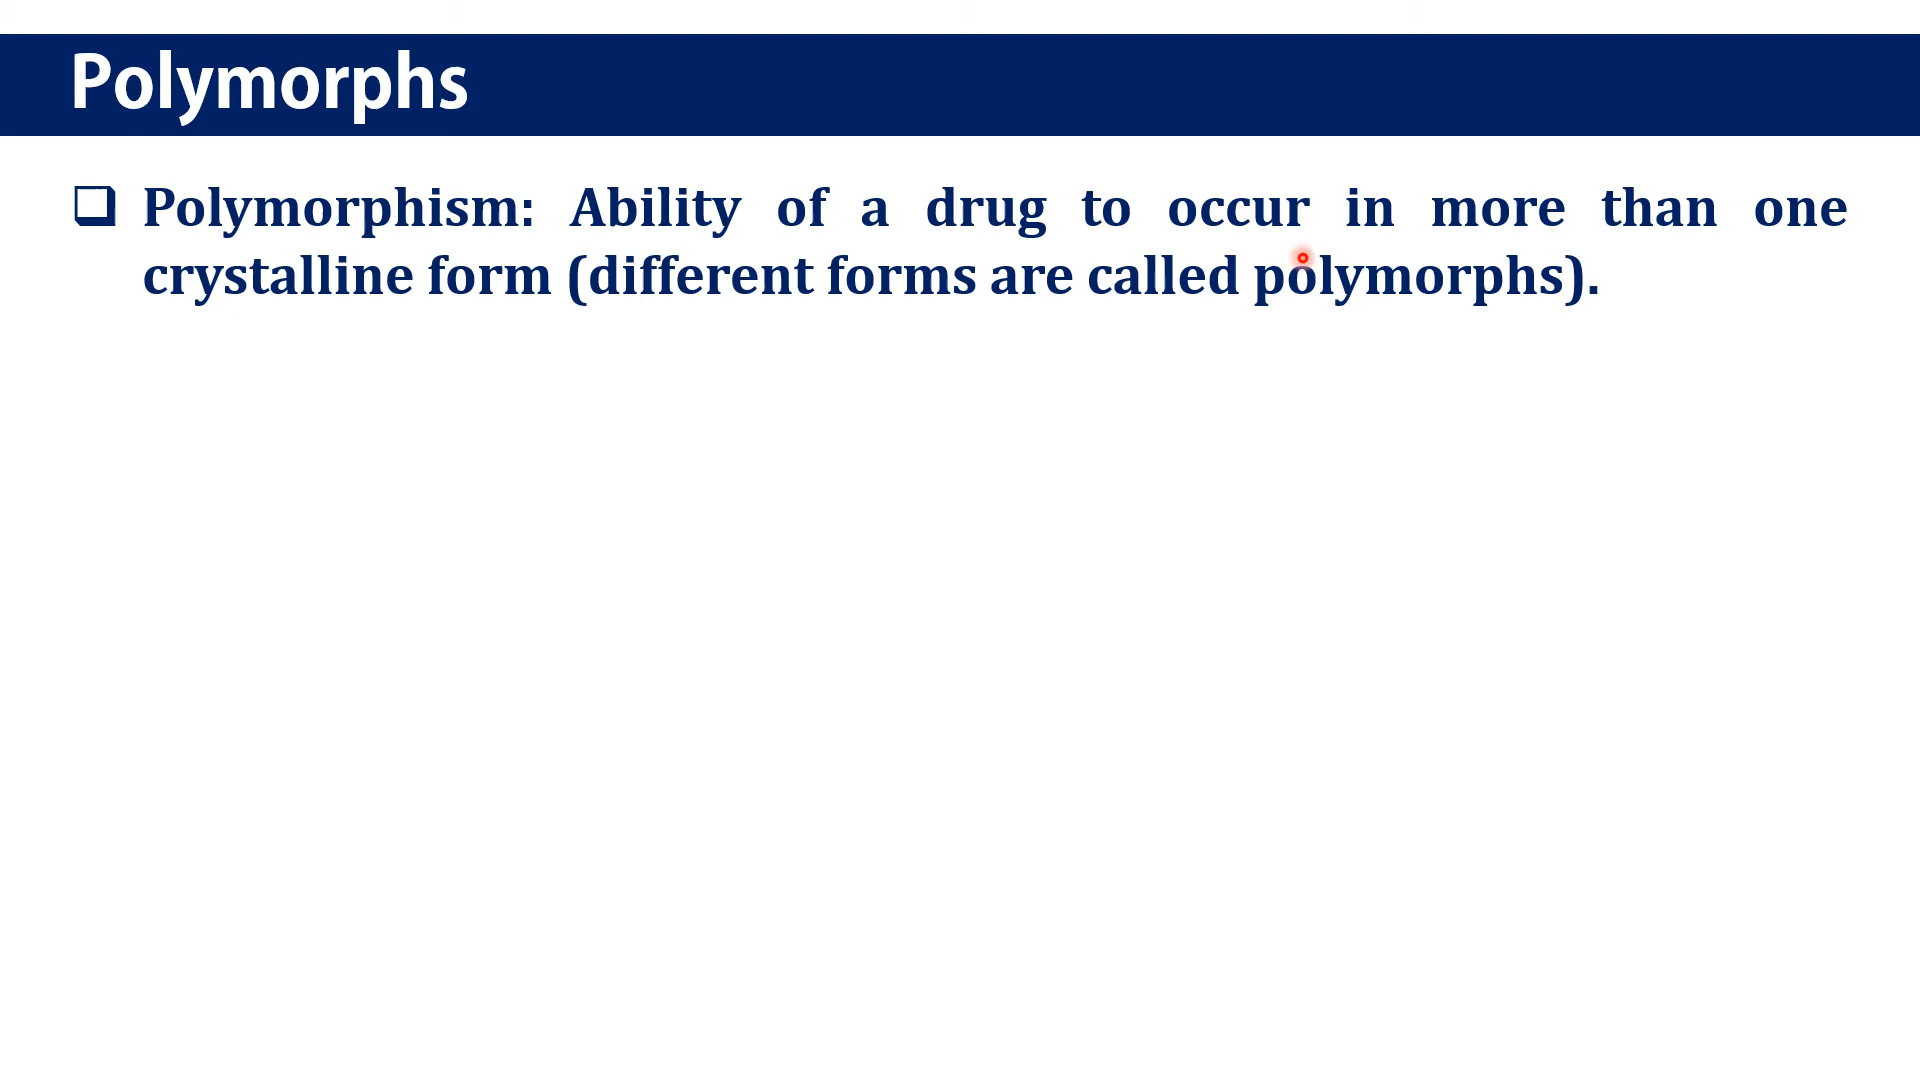 Polymorphs
Polymorphism: Ability of a drug to occur in more than one
crystalline form (different forms are called polymorphs).